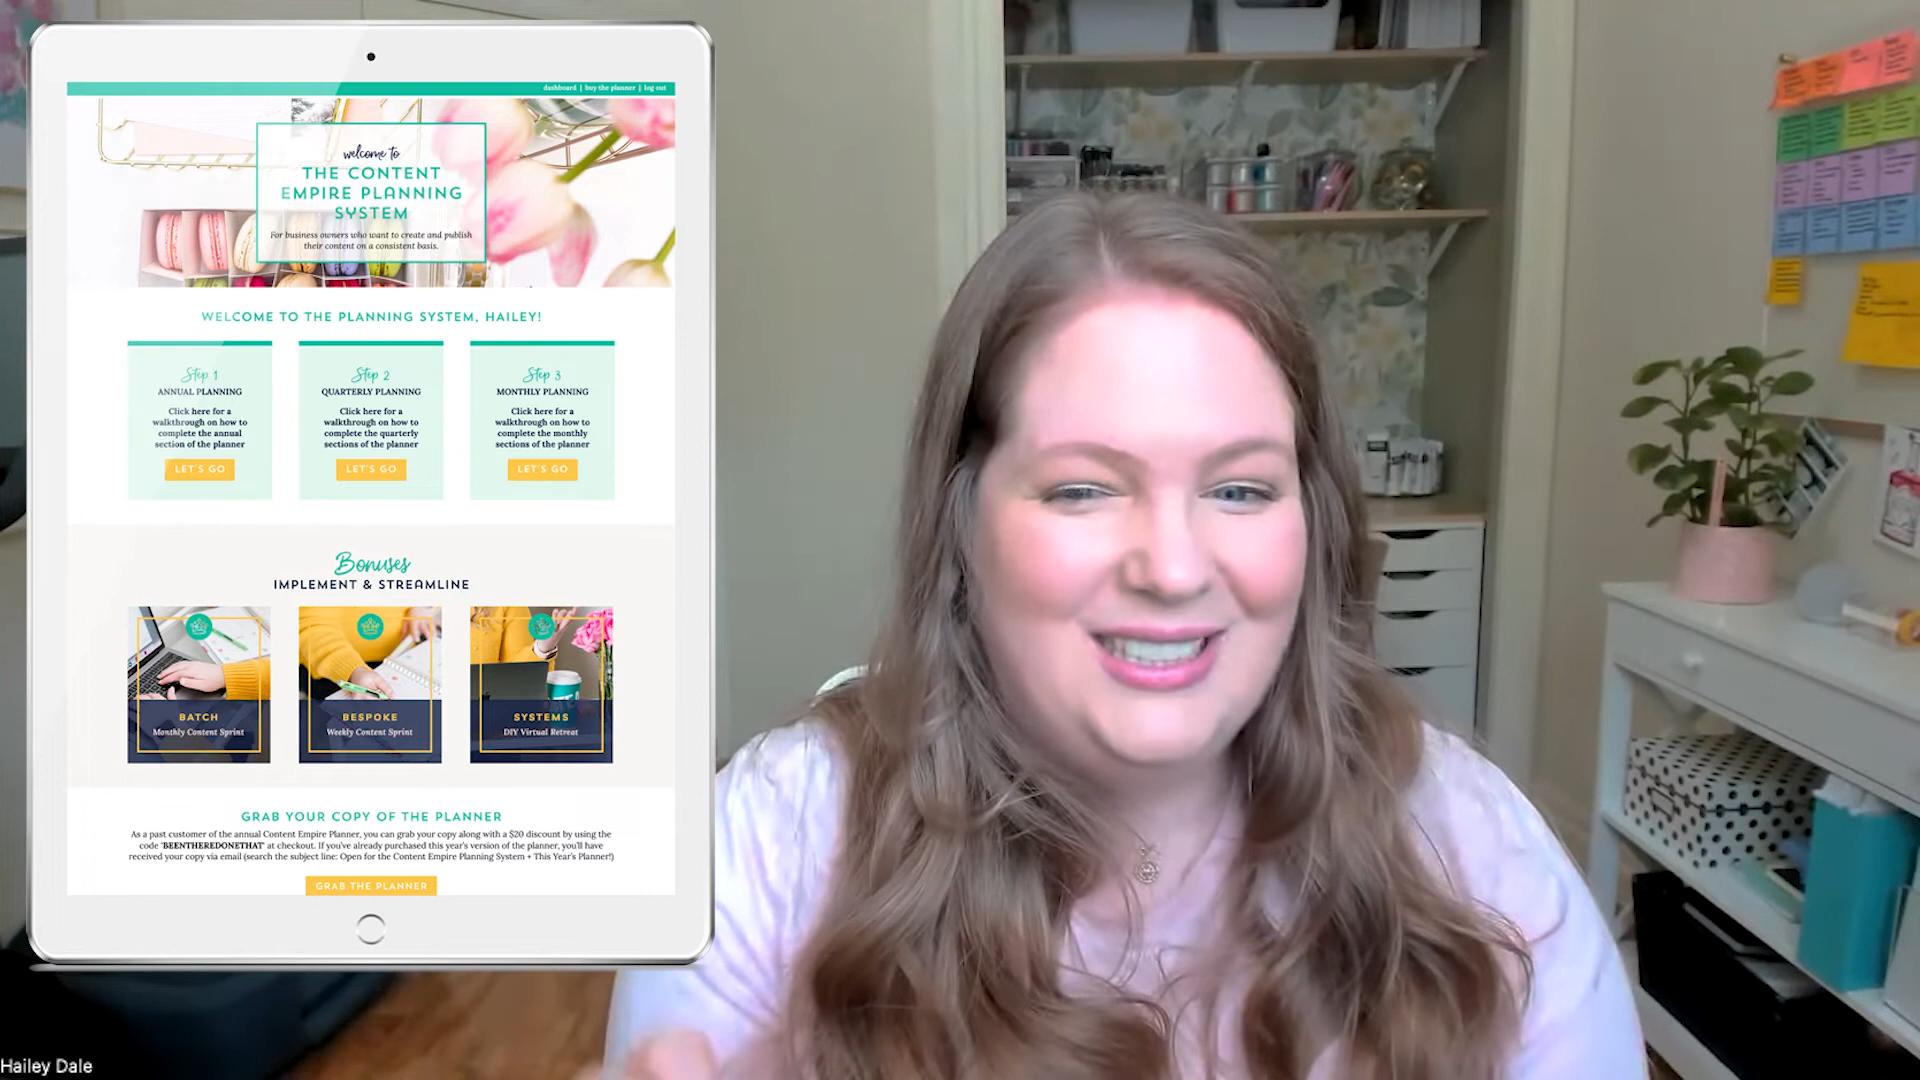 dashboard | buy the planner | log out
welcome to
THE CONTENT
EMPIRE PLANNING
SYSTEM
For business owners who want to create and publish
their content on a consistent basis.
WELCOME TO THE PLANNING SYSTEM, HAILEY!
Step 1
ANNUAL PLANNING
Click here for a
walkthrough on how to
complete the annual
section of the planner
LET'S GO
Step 2
QUARTERLY PLANNING
Click here for a
walkthrough on how to
complete the quarterly
sections of the planner
LET'S GO
Step 3
MONTHLY PLANNING
Click here for a
walkthrough on how to
complete the monthly
sections of the planner
LET'S GO
Bonuses
IMPLEMENT & STREAMLINE
BATCH
Monthly Content Sprint
BESPOKE
Weekly Content Sprint
SYSTEMS
DIY Virtual Retreat
GRAB YOUR COPY OF THE PLANNER
As a past customer of the annual Content Empire Planner, you can grab your copy along with a $20 discount by using the
code "BEENTHEREDONETHAT" at checkout. If you've already purchased this year's version of the planner, you'll have
received your copy via email (search the subject line: Open for the Content Empire Planning System + This Year's Planner!)
GRAB THE PLANNER
Hailey Dale